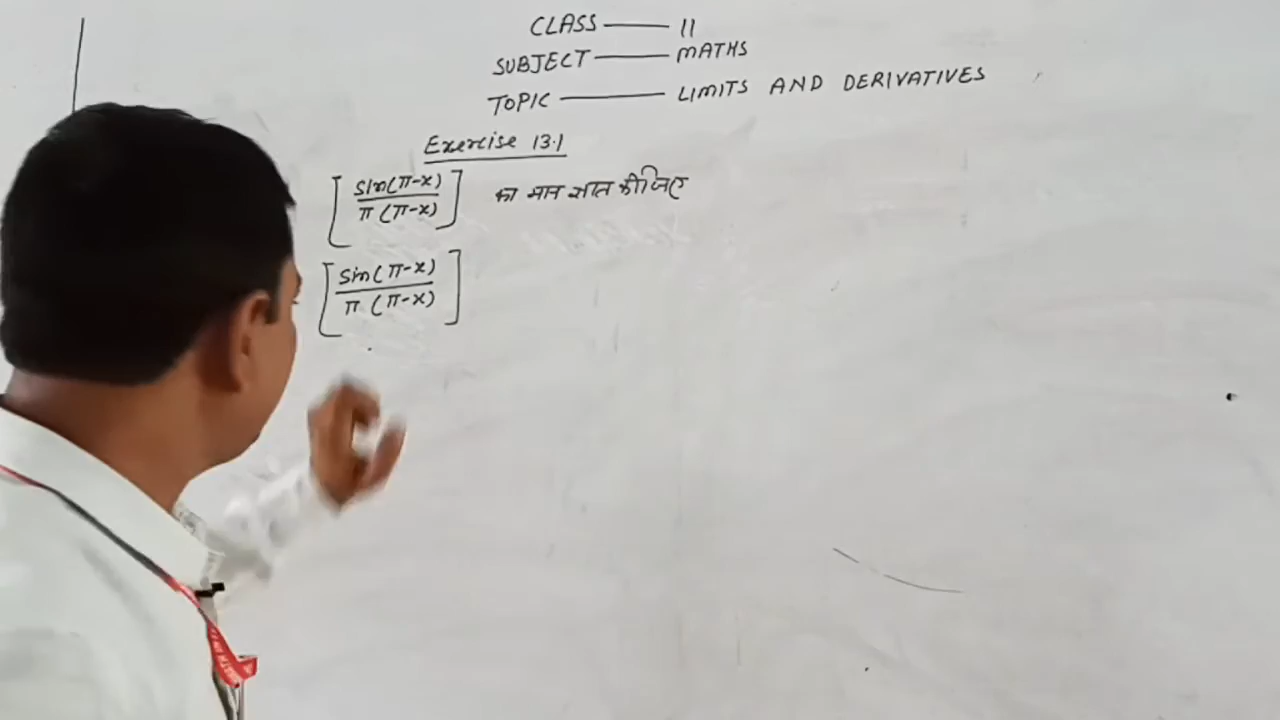 CLASS —— 11
SUBJECT —— MATHS
TOPIC —— LIMITS AND DERIVATIVES
Exercise 13.1
[sin(π-x) / π(π-x)] का मान ज्ञात कीजिए
[sin(π-x) / π(π-x)]